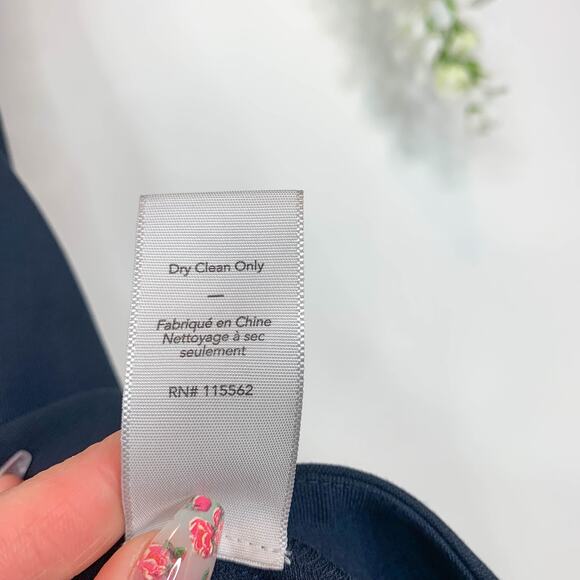 Dry Clean Only
—
Fabriqué en Chine
Nettoyage à sec
seulement
RN# 115562